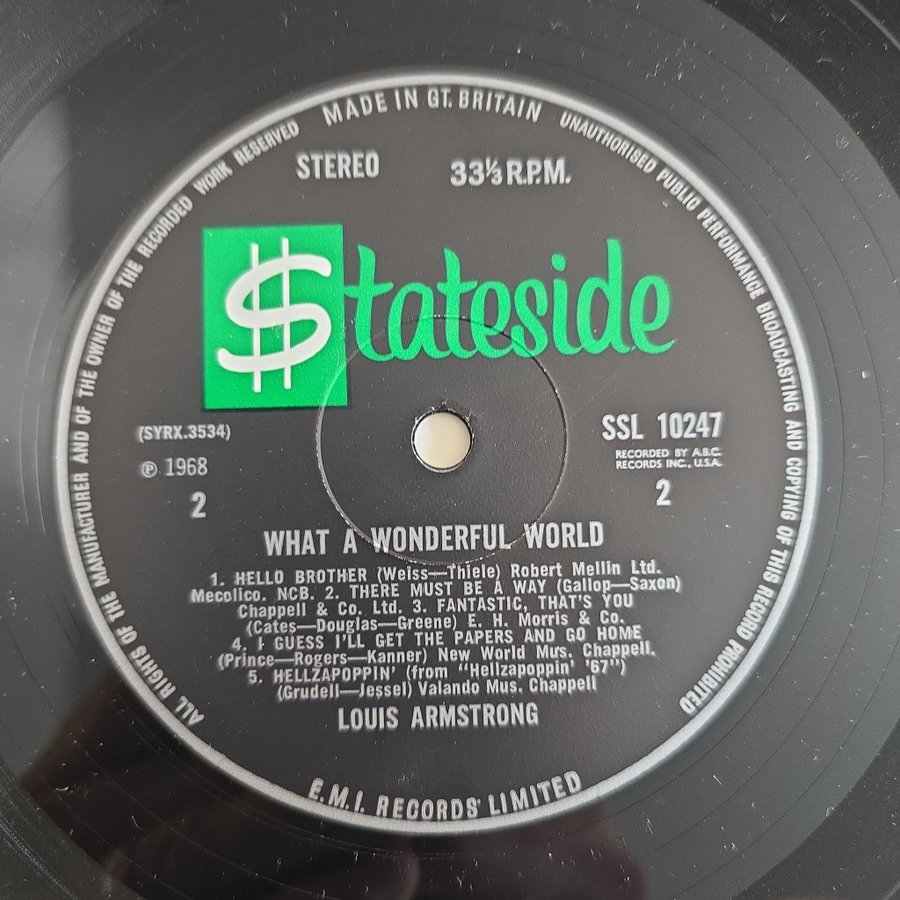 MADE IN GT. BRITAIN
UNAUTHORISED PUBLIC PERFORMANCE BROADCASTING AND COPYING OF THIS RECORD PROHIBITED
ALL RIGHTS OF THE MANUFACTURER AND OF THE OWNER OF THE RECORDED WORK RESERVED
STEREO
33⅓ R.P.M.
$tateside
(SYRX.3534)
℗ 1968
2
SSL 10247
RECORDED BY A.B.C.
RECORDS INC., U.S.A.
2
WHAT A WONDERFUL WORLD
1. HELLO BROTHER (Weiss—Thiele) Robert Mellin Ltd.
Mecolico. NCB. 2. THERE MUST BE A WAY (Gallop—Saxon)
Chappell & Co. Ltd. 3. FANTASTIC, THAT'S YOU
(Cates—Douglas—Greene) E. H. Morris & Co.
4. I GUESS I'LL GET THE PAPERS AND GO HOME
(Prince—Rogers—Kanner) New World Mus. Chappell.
5. HELLZAPOPPIN' (from "Hellzapoppin' '67")
(Grudell—Jessel) Valando Mus. Chappell
LOUIS ARMSTRONG
E.M.I. RECORDS LIMITED